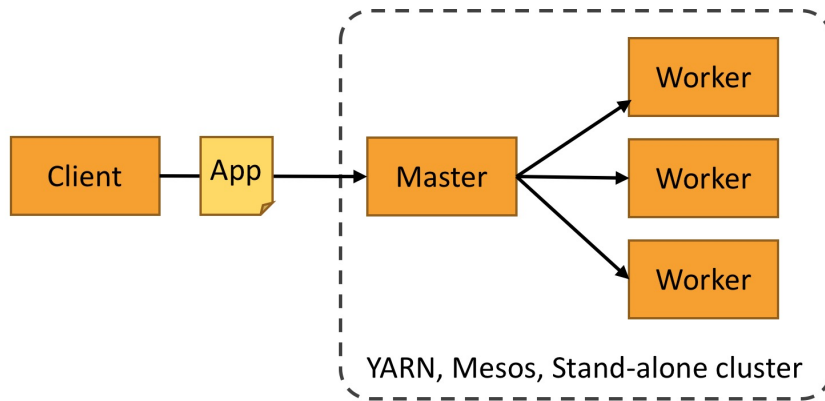 Client
App
Master
Worker
Worker
Worker
YARN, Mesos, Stand-alone cluster